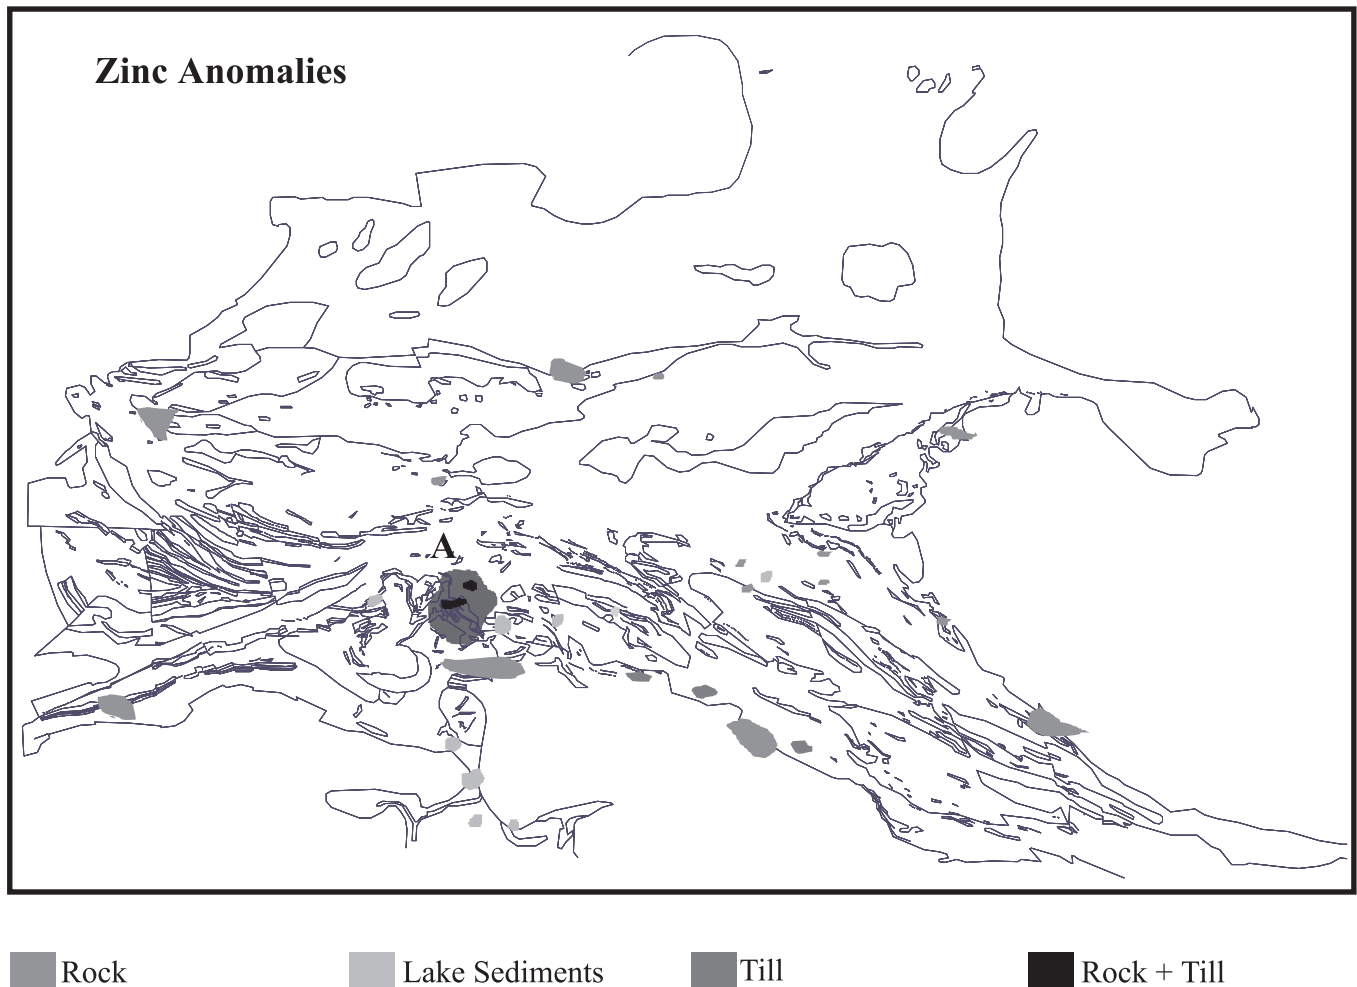 Zinc Anomalies
A
Rock
Lake Sediments
Till
Rock + Till